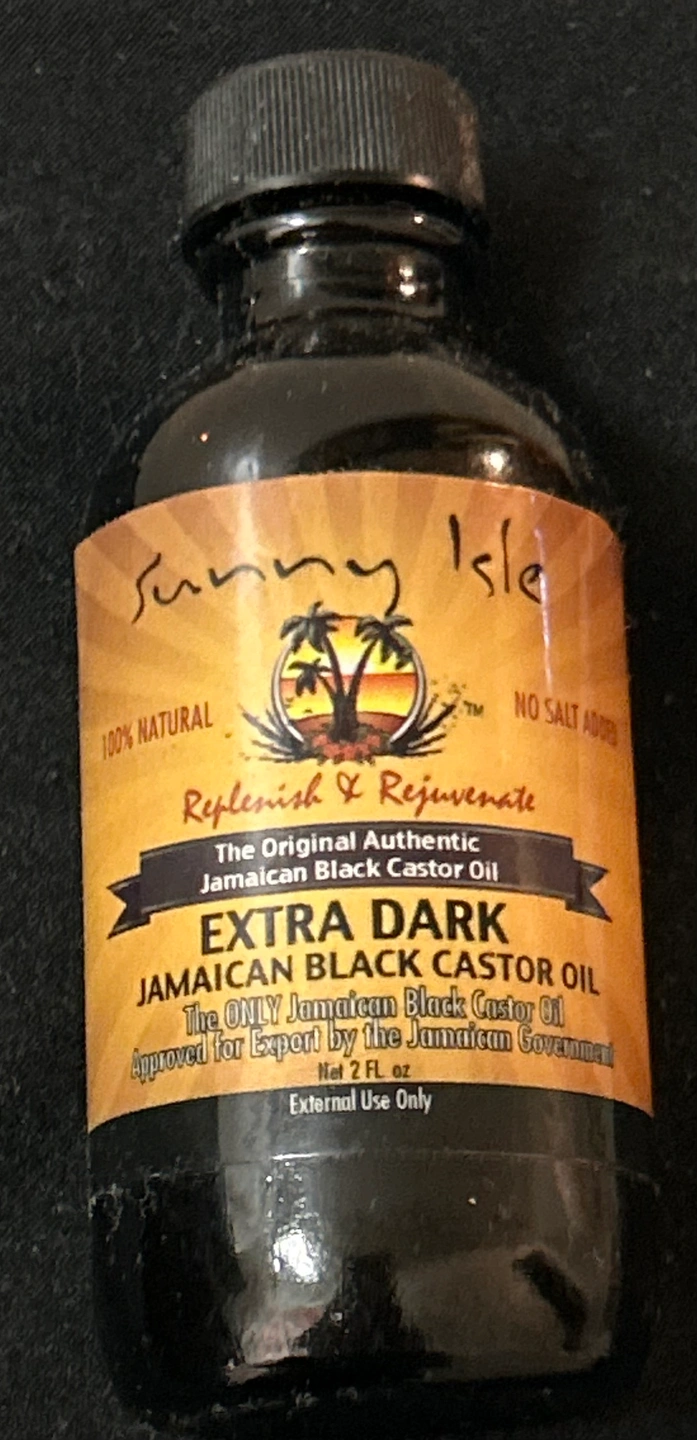 Sunny Isle
TM
100% NATURAL
NO SALT ADDED
Replenish & Rejuvenate
The Original Authentic
Jamaican Black Castor Oil
EXTRA DARK
JAMAICAN BLACK CASTOR OIL
The ONLY Jamaican Black Castor Oil
Approved for Export by the Jamaican Government
Net 2 FL. oz
External Use Only